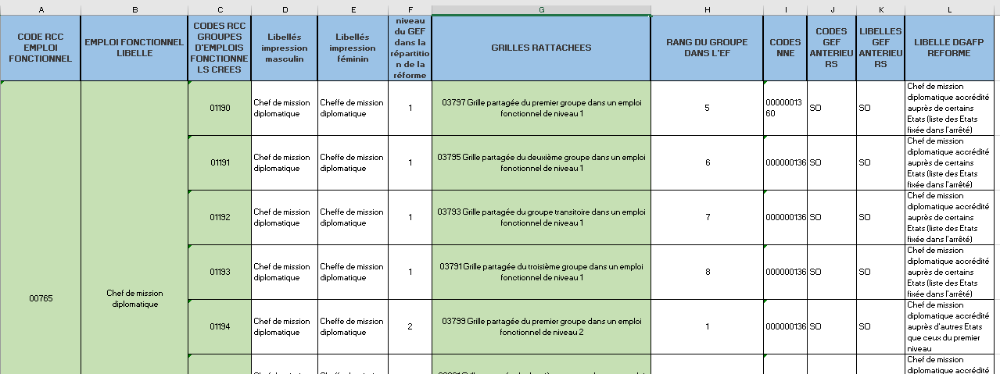 A B C D E F G H I J K L
CODE RCC
EMPLOI
FONCTIONNEL
EMPLOI FONCTIONNEL
LIBELLE
CODES RCC
GROUPES
D'EMPLOIS
FONCTIONNE
LS CREES
Libellés
impression
masculin
Libellés
impression
féminin
niveau
du GEF
dans la
répartitio
n de la
réforme
GRILLES RATTACHEES
RANG DU GROUPE
DANS L'EF
CODES
NNE
CODES
GEF
ANTERIEU
RS
LIBELLES
GEF
ANTERIEU
RS
LIBELLE DGAFP
REFORME
00765
Chef de mission
diplomatique
01190
Chef de mission
diplomatique
Cheffe de mission
diplomatique
1
03797 Grille partagée du premier groupe dans un emploi
fonctionnel de niveau 1
5
00000013
60
SO
SO
Chef de mission
diplomatique accrédité
auprès de certains
Etats (liste des Etats
fixée dans l'arrêté)
01191
Chef de mission
diplomatique
Cheffe de mission
diplomatique
1
03795 Grille partagée du deuxième groupe dans un emploi
fonctionnel de niveau 1
6
000000136
SO
SO
Chef de mission
diplomatique accrédité
auprès de certains
Etats (liste des Etats
fixée dans l'arrêté)
01192
Chef de mission
diplomatique
Cheffe de mission
diplomatique
1
03793 Grille partagée du groupe transitoire dans un emploi
fonctionnel de niveau 1
7
000000136
SO
SO
Chef de mission
diplomatique accrédité
auprès de certains
Etats (liste des Etats
fixée dans l'arrêté)
01193
Chef de mission
diplomatique
Cheffe de mission
diplomatique
1
03791 Grille partagée du troisième groupe dans un emploi
fonctionnel de niveau 1
8
000000136
SO
SO
Chef de mission
diplomatique accrédité
auprès de certains
Etats (liste des Etats
fixée dans l'arrêté)
01194
Chef de mission
diplomatique
Cheffe de mission
diplomatique
2
03799 Grille partagée du premier groupe dans un emploi
fonctionnel de niveau 2
1
000000136
SO
SO
Chef de mission
diplomatique accrédité
auprès d'autres Etats
que ceux du premier
niveau
Chef de mission
diplomatique accrédité